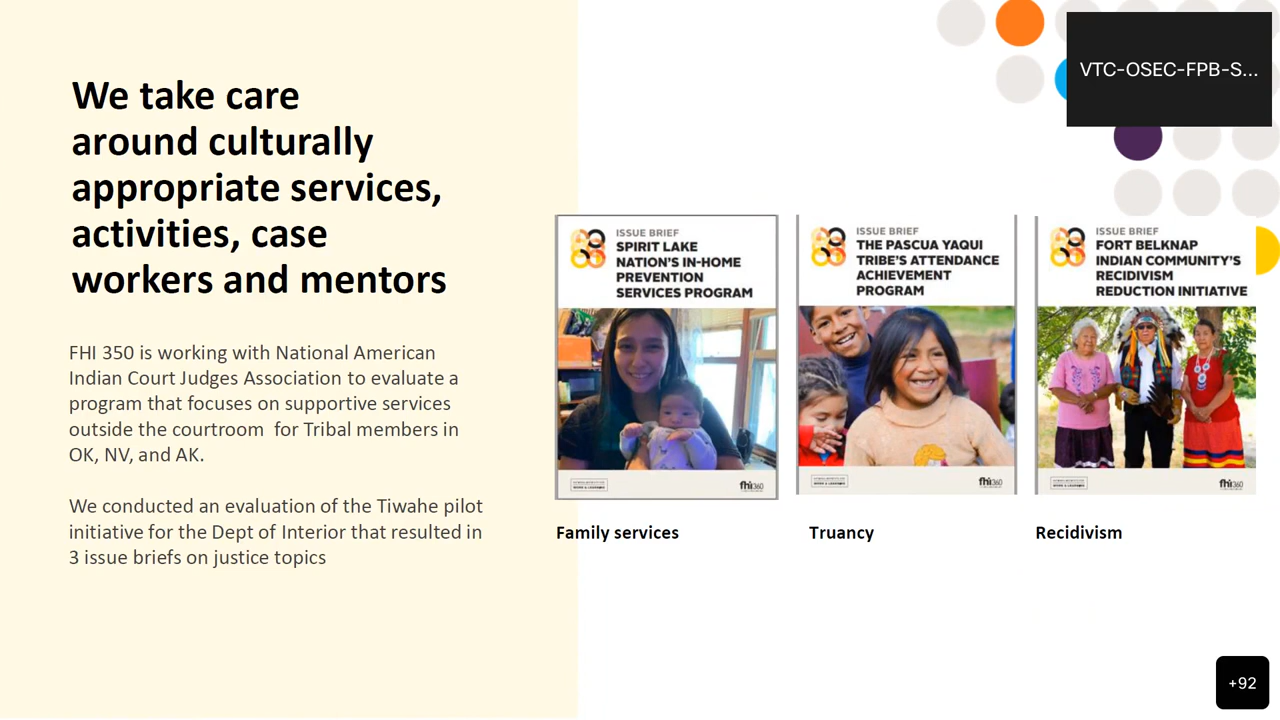 We take care
around culturally
appropriate services,
activities, case
workers and mentors
FHI 350 is working with National American
Indian Court Judges Association to evaluate a
program that focuses on supportive services
outside the courtroom  for Tribal members in
OK, NV, and AK.
We conducted an evaluation of the Tiwahe pilot
initiative for the Dept of Interior that resulted in
3 issue briefs on justice topics
VTC-OSEC-FPB-S...
ISSUE BRIEF
SPIRIT LAKE
NATION'S IN-HOME
PREVENTION
SERVICES PROGRAM
fhi360
Family services
ISSUE BRIEF
THE PASCUA YAQUI
TRIBE'S ATTENDANCE
ACHIEVEMENT
PROGRAM
fhi360
Truancy
ISSUE BRIEF
FORT BELKNAP
INDIAN COMMUNITY'S
RECIDIVISM
REDUCTION INITIATIVE
fhi360
Recidivism
+92